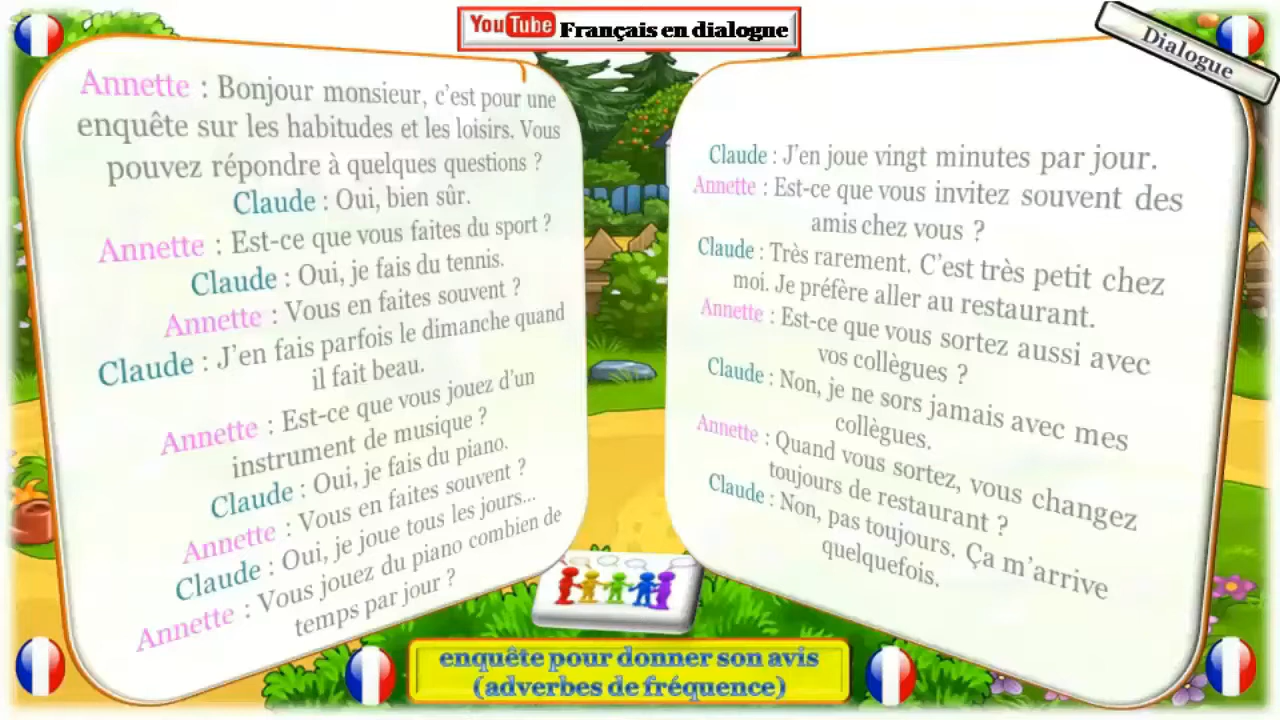 YouTube Français en dialogue
Dialogue
Annette : Bonjour monsieur, c'est pour une
enquête sur les habitudes et les loisirs. Vous
pouvez répondre à quelques questions ?
Claude : Oui, bien sûr.
Annette : Est-ce que vous faites du sport ?
Claude : Oui, je fais du tennis.
Annette : Vous en faites souvent ?
Claude : J'en fais parfois le dimanche quand
il fait beau.
Annette : Est-ce que vous jouez d'un
instrument de musique ?
Claude : Oui, je fais du piano.
Annette : Vous en faites souvent ?
Claude : Oui, je joue tous les jours...
Annette : Vous jouez du piano combien de
temps par jour ?
Claude : J'en joue vingt minutes par jour.
Annette : Est-ce que vous invitez souvent des
amis chez vous ?
Claude : Très rarement. C'est très petit chez
moi. Je préfère aller au restaurant.
Annette : Est-ce que vous sortez aussi avec
vos collègues ?
Claude : Non, je ne sors jamais avec mes
collègues.
Annette : Quand vous sortez, vous changez
toujours de restaurant ?
Claude : Non, pas toujours. Ça m'arrive
quelquefois.
enquête pour donner son avis
(adverbes de fréquence)